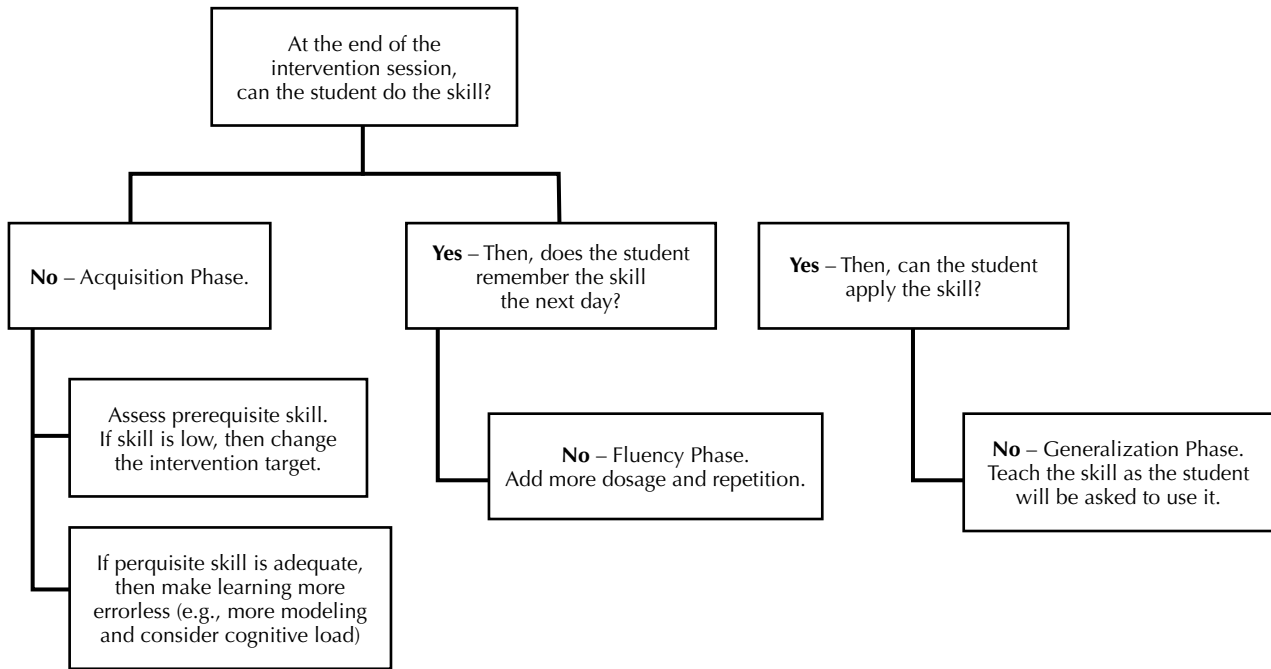 At the end of the
intervention session,
can the student do the skill?
No – Acquisition Phase.
Yes – Then, does the student
remember the skill
the next day?
Yes – Then, can the student
apply the skill?
Assess prerequisite skill.
If skill is low, then change
the intervention target.
No – Fluency Phase.
Add more dosage and repetition.
No – Generalization Phase.
Teach the skill as the student
will be asked to use it.
If perquisite skill is adequate,
then make learning more
errorless (e.g., more modeling
and consider cognitive load)